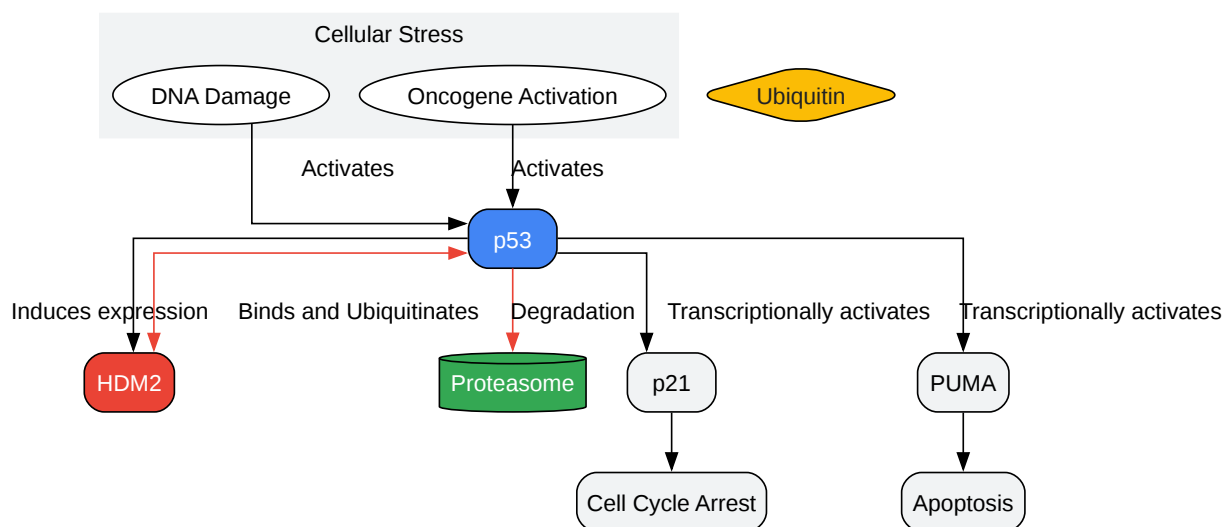 Cellular Stress
DNA Damage
Oncogene Activation
Ubiquitin
Activates
Activates
p53
Induces expression
Binds and Ubiquitinates
Degradation
Transcriptionally activates
Transcriptionally activates
HDM2
Proteasome
p21
PUMA
Cell Cycle Arrest
Apoptosis